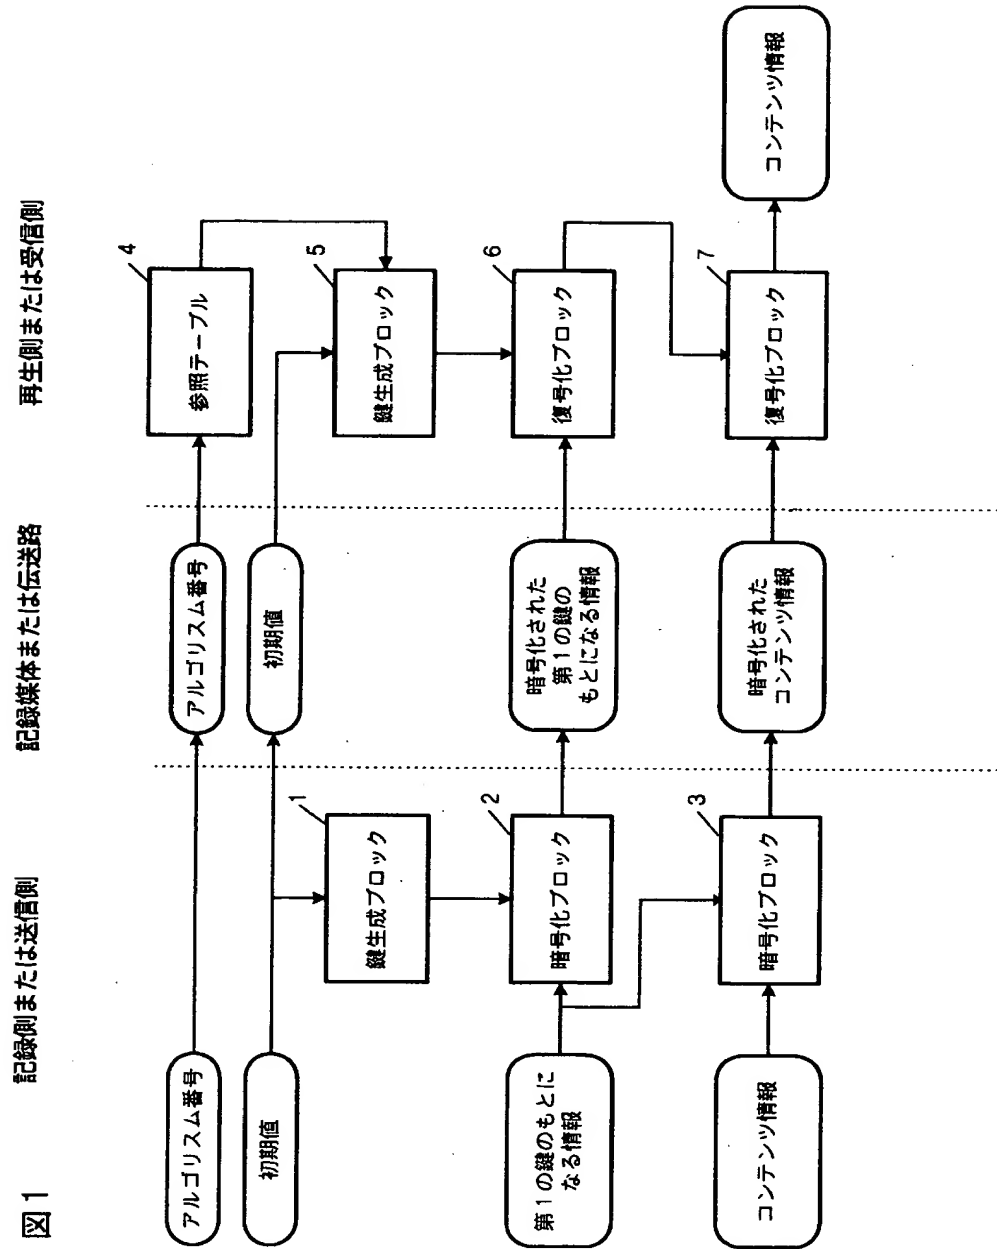 図1
記録側または送信側
記録媒体または伝送路
再生側または受信側
アルゴリスム番号
アルゴリスム番号
参照テーブル
4
初期値
初期値
鍵生成ブロック
1
鍵生成ブロック
5
第1の鍵のもとに
なる情報
暗号化ブロック
2
暗号化された
第1の鍵の
もとになる情報
復号化ブロック
6
コンテンツ情報
暗号化ブロック
3
暗号化された
コンテンツ情報
復号化ブロック
7
コンテンツ情報